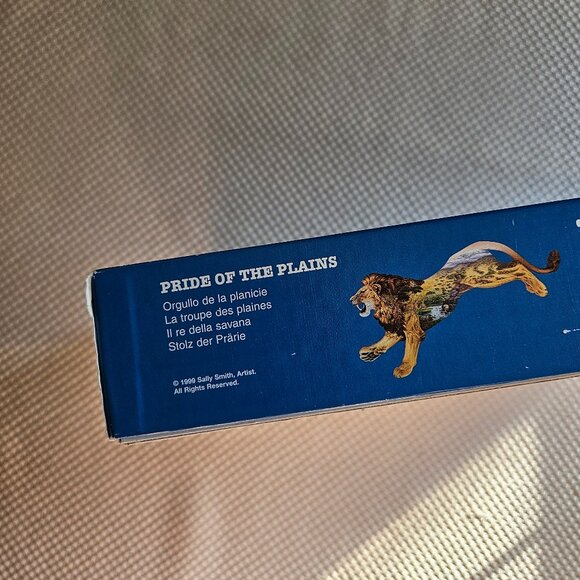 PRIDE OF THE PLAINS
Orgullo de la planicie
La troupe des plaines
Il re della savana
Stolz der Prärie
© 1999 Sally Smith, Artist.
All Rights Reserved.